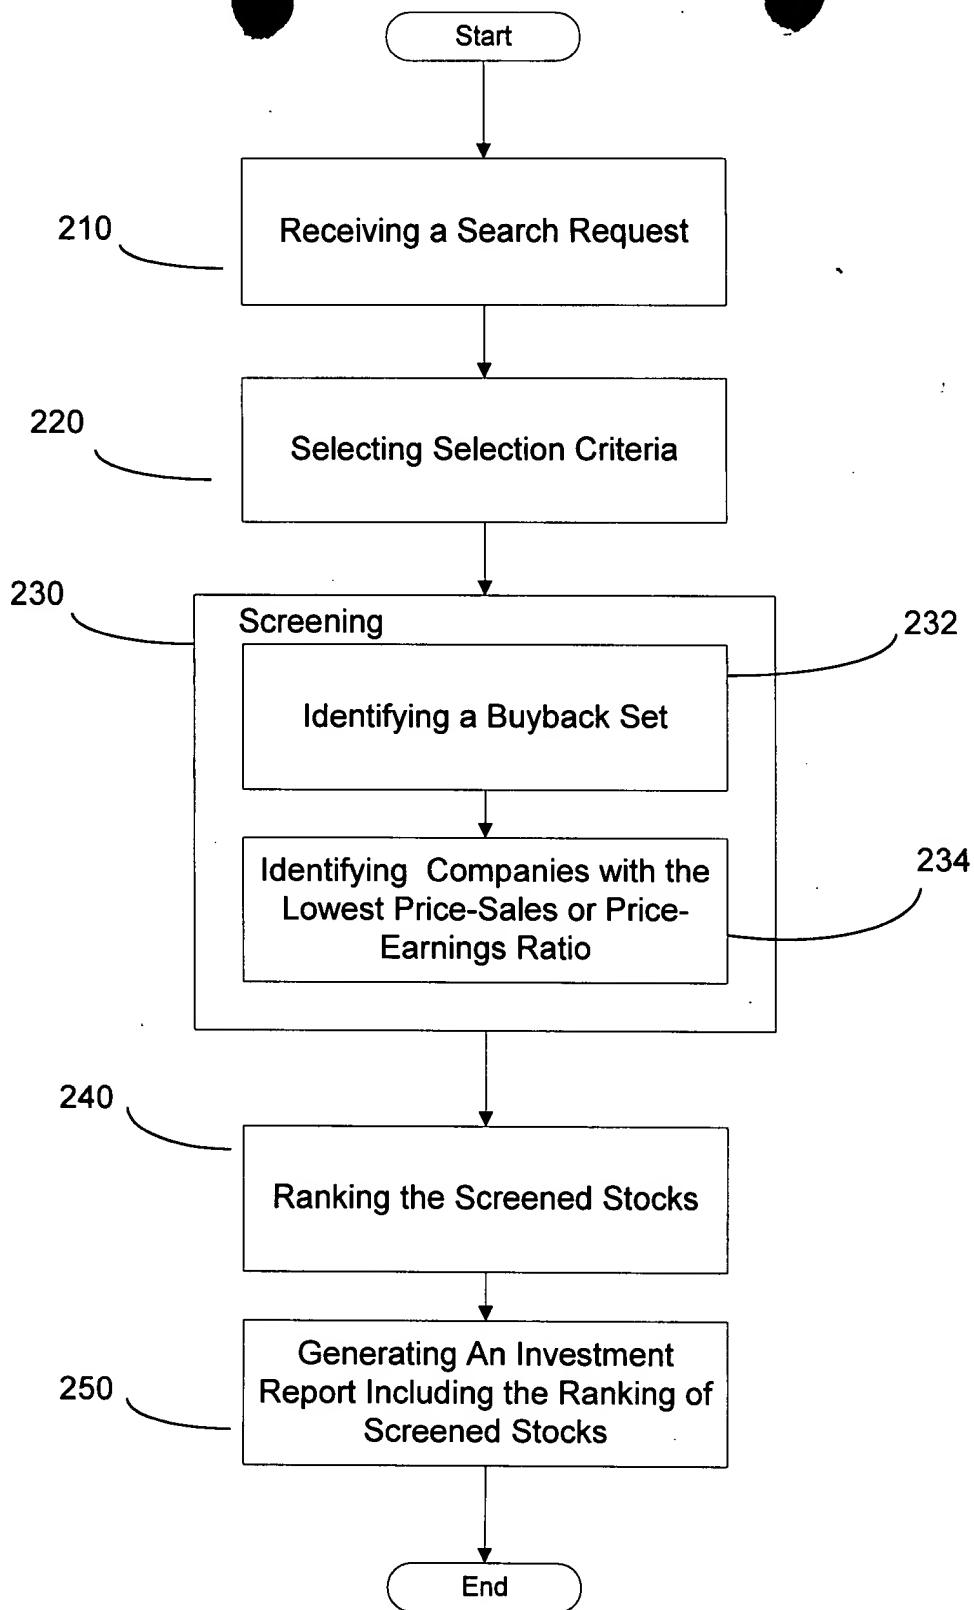 Start
210
Receiving a Search Request
220
Selecting Selection Criteria
230
Screening
232
Identifying a Buyback Set
234
Identifying Companies with the
Lowest Price-Sales or Price-
Earnings Ratio
240
Ranking the Screened Stocks
250
Generating An Investment
Report Including the Ranking of
Screened Stocks
End